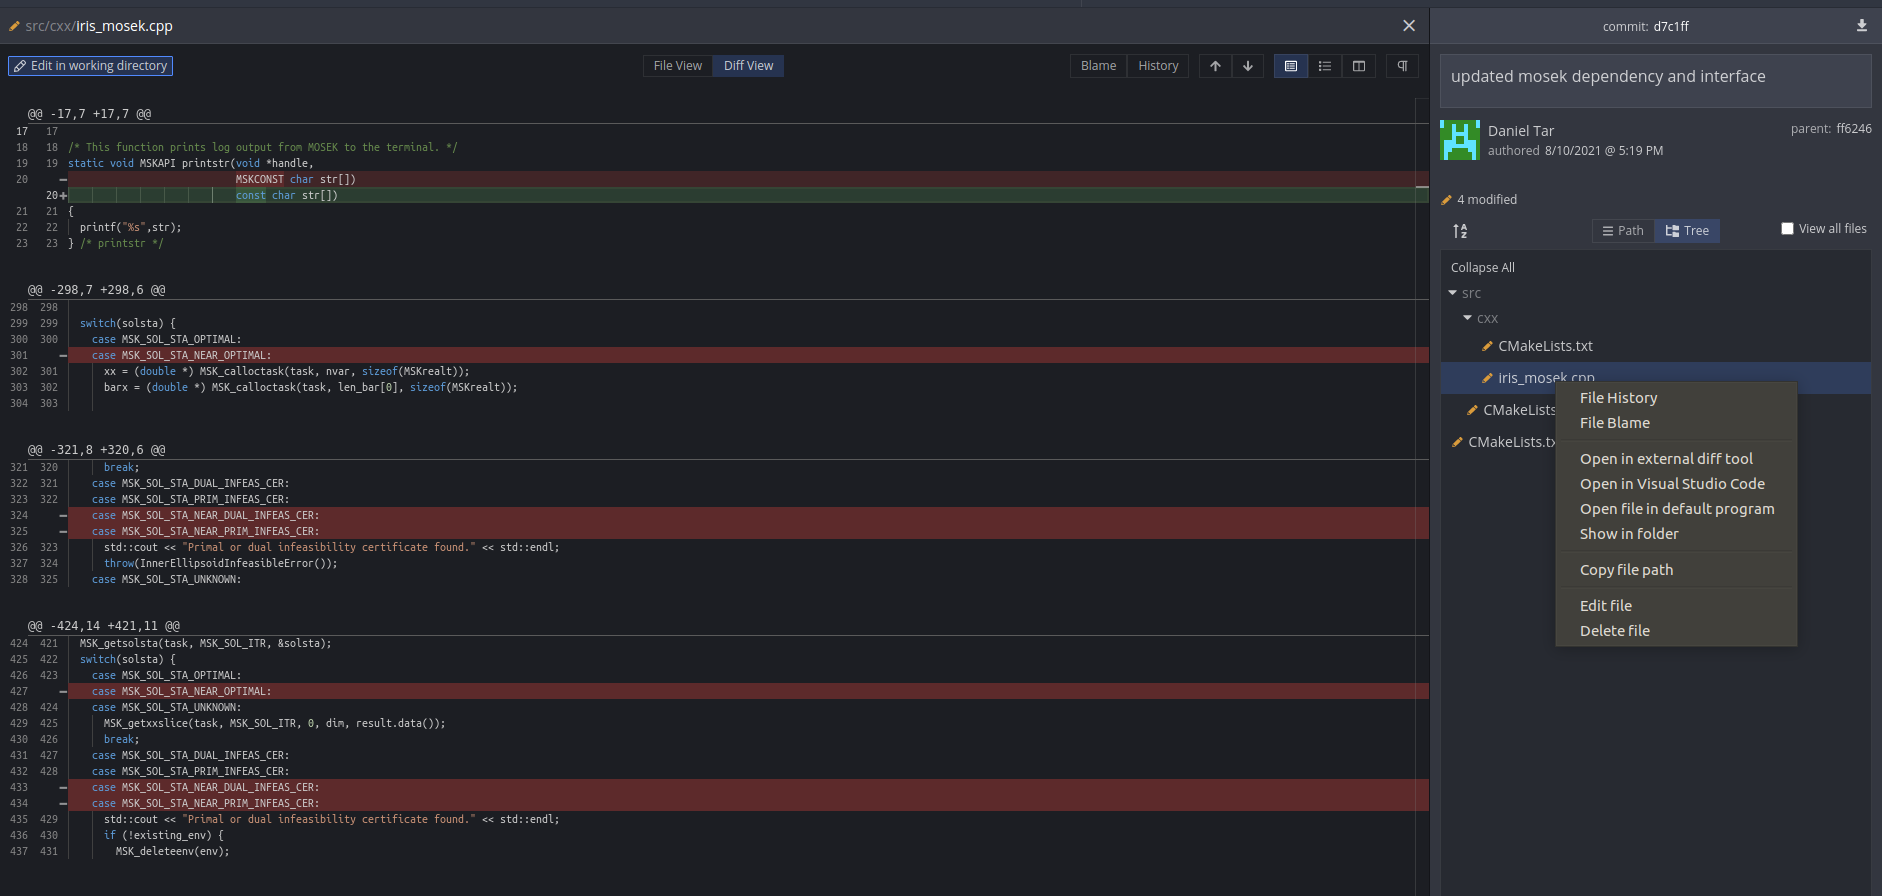 src/cxx/iris_mosek.cpp
Edit in working directory
File View Diff View
Blame History
@@ -17,7 +17,7 @@
17 17
18 18 /* This function prints log output from MOSEK to the terminal. */
19 19 static void MSKAPI printstr(void *handle,
20 − MSKCONST char str[])
20 + const char str[])
21 21 {
22 22 printf("%s",str);
23 23 } /* printstr */
@@ -298,7 +298,6 @@
298 298
299 299 switch(solsta) {
300 300 case MSK_SOL_STA_OPTIMAL:
301 − case MSK_SOL_STA_NEAR_OPTIMAL:
302 301 xx = (double *) MSK_calloctask(task, nvar, sizeof(MSKrealt));
303 302 barx = (double *) MSK_calloctask(task, len_bar[0], sizeof(MSKrealt));
304 303
@@ -321,8 +320,6 @@
321 320 break;
322 321 case MSK_SOL_STA_DUAL_INFEAS_CER:
323 322 case MSK_SOL_STA_PRIM_INFEAS_CER:
324 − case MSK_SOL_STA_NEAR_DUAL_INFEAS_CER:
325 − case MSK_SOL_STA_NEAR_PRIM_INFEAS_CER:
326 323 std::cout << "Primal or dual infeasibility certificate found." << std::endl;
327 324 throw(InnerEllipsoidInfeasibleError());
328 325 case MSK_SOL_STA_UNKNOWN:
@@ -424,14 +421,11 @@
424 421 MSK_getsolsta(task, MSK_SOL_ITR, &solsta);
425 422 switch(solsta) {
426 423 case MSK_SOL_STA_OPTIMAL:
427 − case MSK_SOL_STA_NEAR_OPTIMAL:
428 424 case MSK_SOL_STA_UNKNOWN:
429 425 MSK_getxxslice(task, MSK_SOL_ITR, 0, dim, result.data());
430 426 break;
431 427 case MSK_SOL_STA_DUAL_INFEAS_CER:
432 428 case MSK_SOL_STA_PRIM_INFEAS_CER:
433 − case MSK_SOL_STA_NEAR_DUAL_INFEAS_CER:
434 − case MSK_SOL_STA_NEAR_PRIM_INFEAS_CER:
435 429 std::cout << "Primal or dual infeasibility certificate found." << std::endl;
436 430 if (!existing_env) {
437 431 MSK_deleteenv(env);
commit: d7c1ff
updated mosek dependency and interface
Daniel Tar
parent: ff6246
authored 8/10/2021 @ 5:19 PM
4 modified
Path Tree View all files
Collapse All
src
cxx
CMakeLists.txt
iris_mosek.cpp
CMakeLists
CMakeLists.tx
File History
File Blame
Open in external diff tool
Open in Visual Studio Code
Open file in default program
Show in folder
Copy file path
Edit file
Delete file